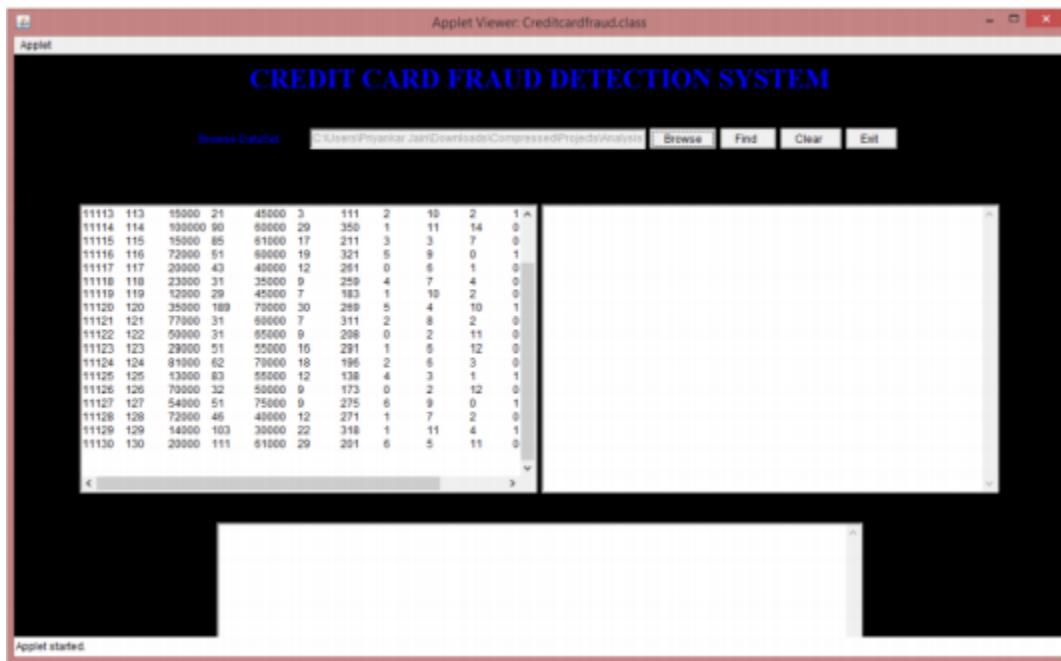 Applet Viewer: Creditcardfraud.class
Applet
CREDIT CARD FRAUD DETECTION SYSTEM
Browse DataSet C:\Users\Priyankar Jain\Downloads\Compressed\Projects\Analysis Browse Find Clear Exit
11113 113 15000 21 45000 3 111 2 10 2 1
11114 114 100000 90 60000 29 350 1 11 14 0
11115 115 15000 85 61000 17 211 3 3 7 0
11116 116 72000 51 60000 19 321 5 9 0 1
11117 117 20000 43 40000 12 261 0 6 1 0
11118 118 23000 31 35000 9 259 4 7 4 0
11119 119 12000 29 45000 7 183 1 10 2 0
11120 120 35000 189 70000 30 269 5 4 10 1
11121 121 77000 31 60000 7 311 2 8 2 0
11122 122 50000 31 65000 9 208 0 2 11 0
11123 123 29000 51 55000 16 291 1 6 12 0
11124 124 81000 62 70000 18 196 2 6 3 0
11125 125 13000 83 55000 12 138 4 3 1 1
11126 126 70000 32 50000 9 173 0 2 12 0
11127 127 54000 51 75000 9 275 6 9 0 1
11128 128 72000 46 40000 12 271 1 7 2 0
11129 129 14000 103 30000 22 318 1 11 4 1
11130 130 20000 111 61000 29 201 6 5 11 0
Applet started.